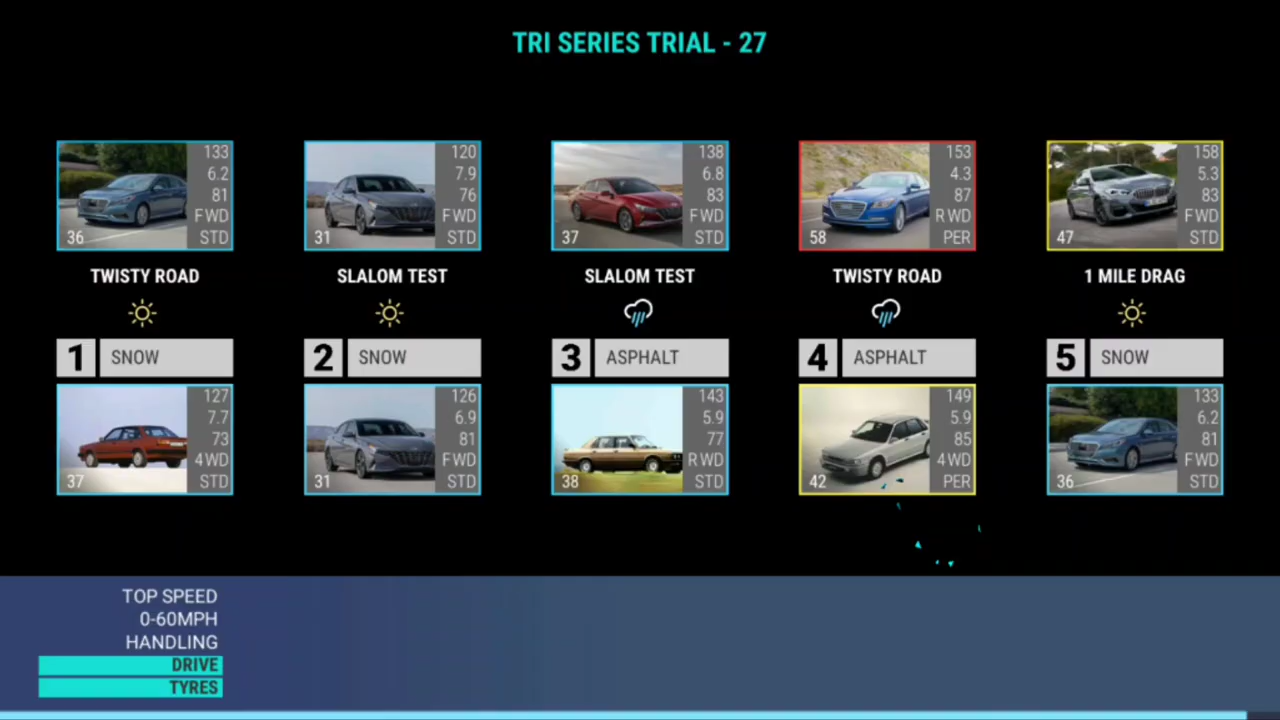 TRI SERIES TRIAL - 27
133
6.2
81
FWD
36 STD
120
7.9
76
FWD
31 STD
138
6.8
83
FWD
37 STD
153
4.3
87
RWD
58 PER
158
5.3
83
FWD
47 STD
TWISTY ROAD
SLALOM TEST
SLALOM TEST
TWISTY ROAD
1 MILE DRAG
1 SNOW
2 SNOW
3 ASPHALT
4 ASPHALT
5 SNOW
127
7.7
73
4WD
37 STD
126
6.9
81
FWD
31 STD
143
5.9
77
RWD
38 STD
149
5.9
85
4WD
42 PER
133
6.2
81
FWD
36 STD
TOP SPEED
0-60MPH
HANDLING
DRIVE
TYRES